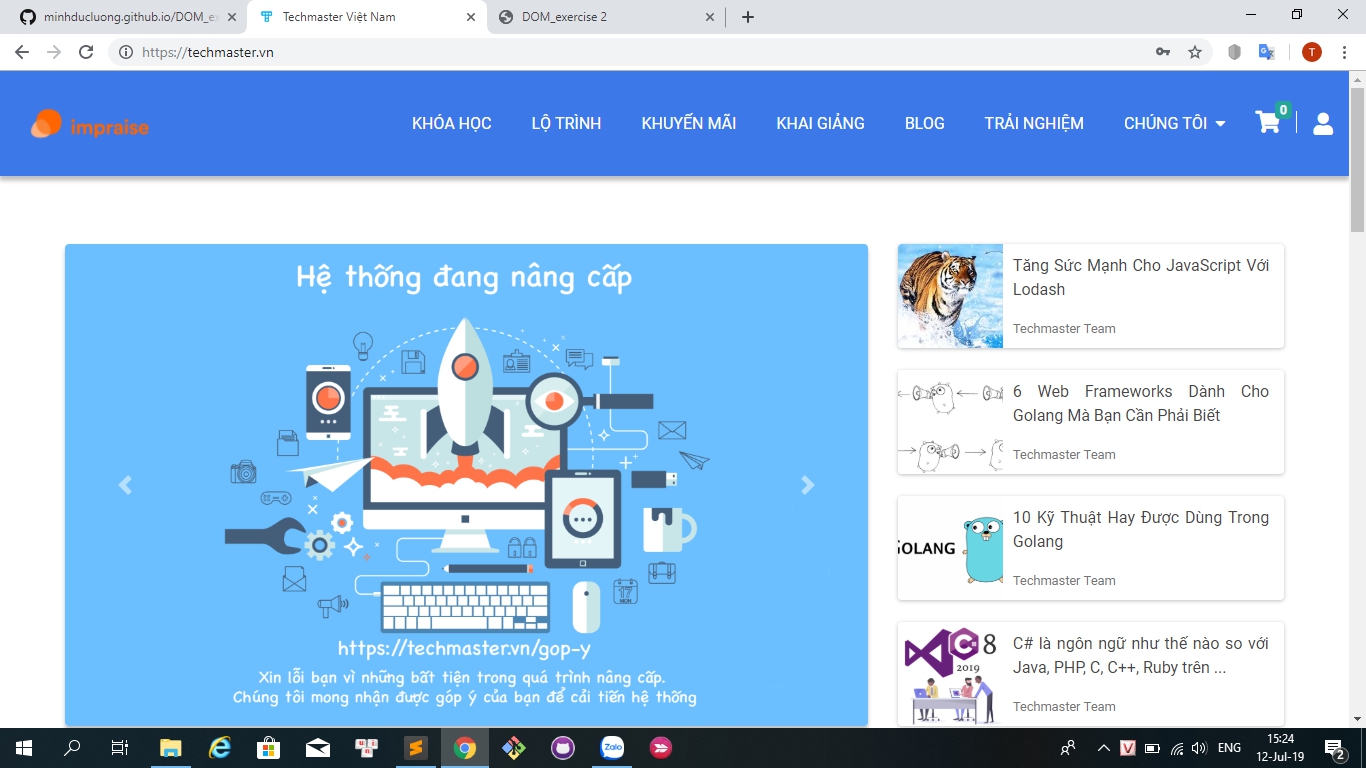 minhducluong.github.io/DOM_ex
Techmaster Việt Nam
DOM_exercise 2
https://techmaster.vn
T
impraise
KHÓA HỌC
LỘ TRÌNH
KHUYẾN MÃI
KHAI GIẢNG
BLOG
TRẢI NGHIỆM
CHÚNG TÔI
0
Hệ thống đang nâng cấp
17
MON
https://techmaster.vn/gop-y
Xin lỗi bạn vì những bất tiện trong quá trình nâng cấp.
Chúng tôi mong nhận được góp ý của bạn để cải tiến hệ thống
Tăng Sức Mạnh Cho JavaScript Với
Lodash
Techmaster Team
6 Web Frameworks Dành Cho
Golang Mà Bạn Cần Phải Biết
Techmaster Team
GOLANG
10 Kỹ Thuật Hay Được Dùng Trong
Golang
Techmaster Team
C# 8
2019
C# là ngôn ngữ như thế nào so với
Java, PHP, C, C++, Ruby trên ...
Techmaster Team
Zalo
V
ENG
15:24
12-Jul-19
2